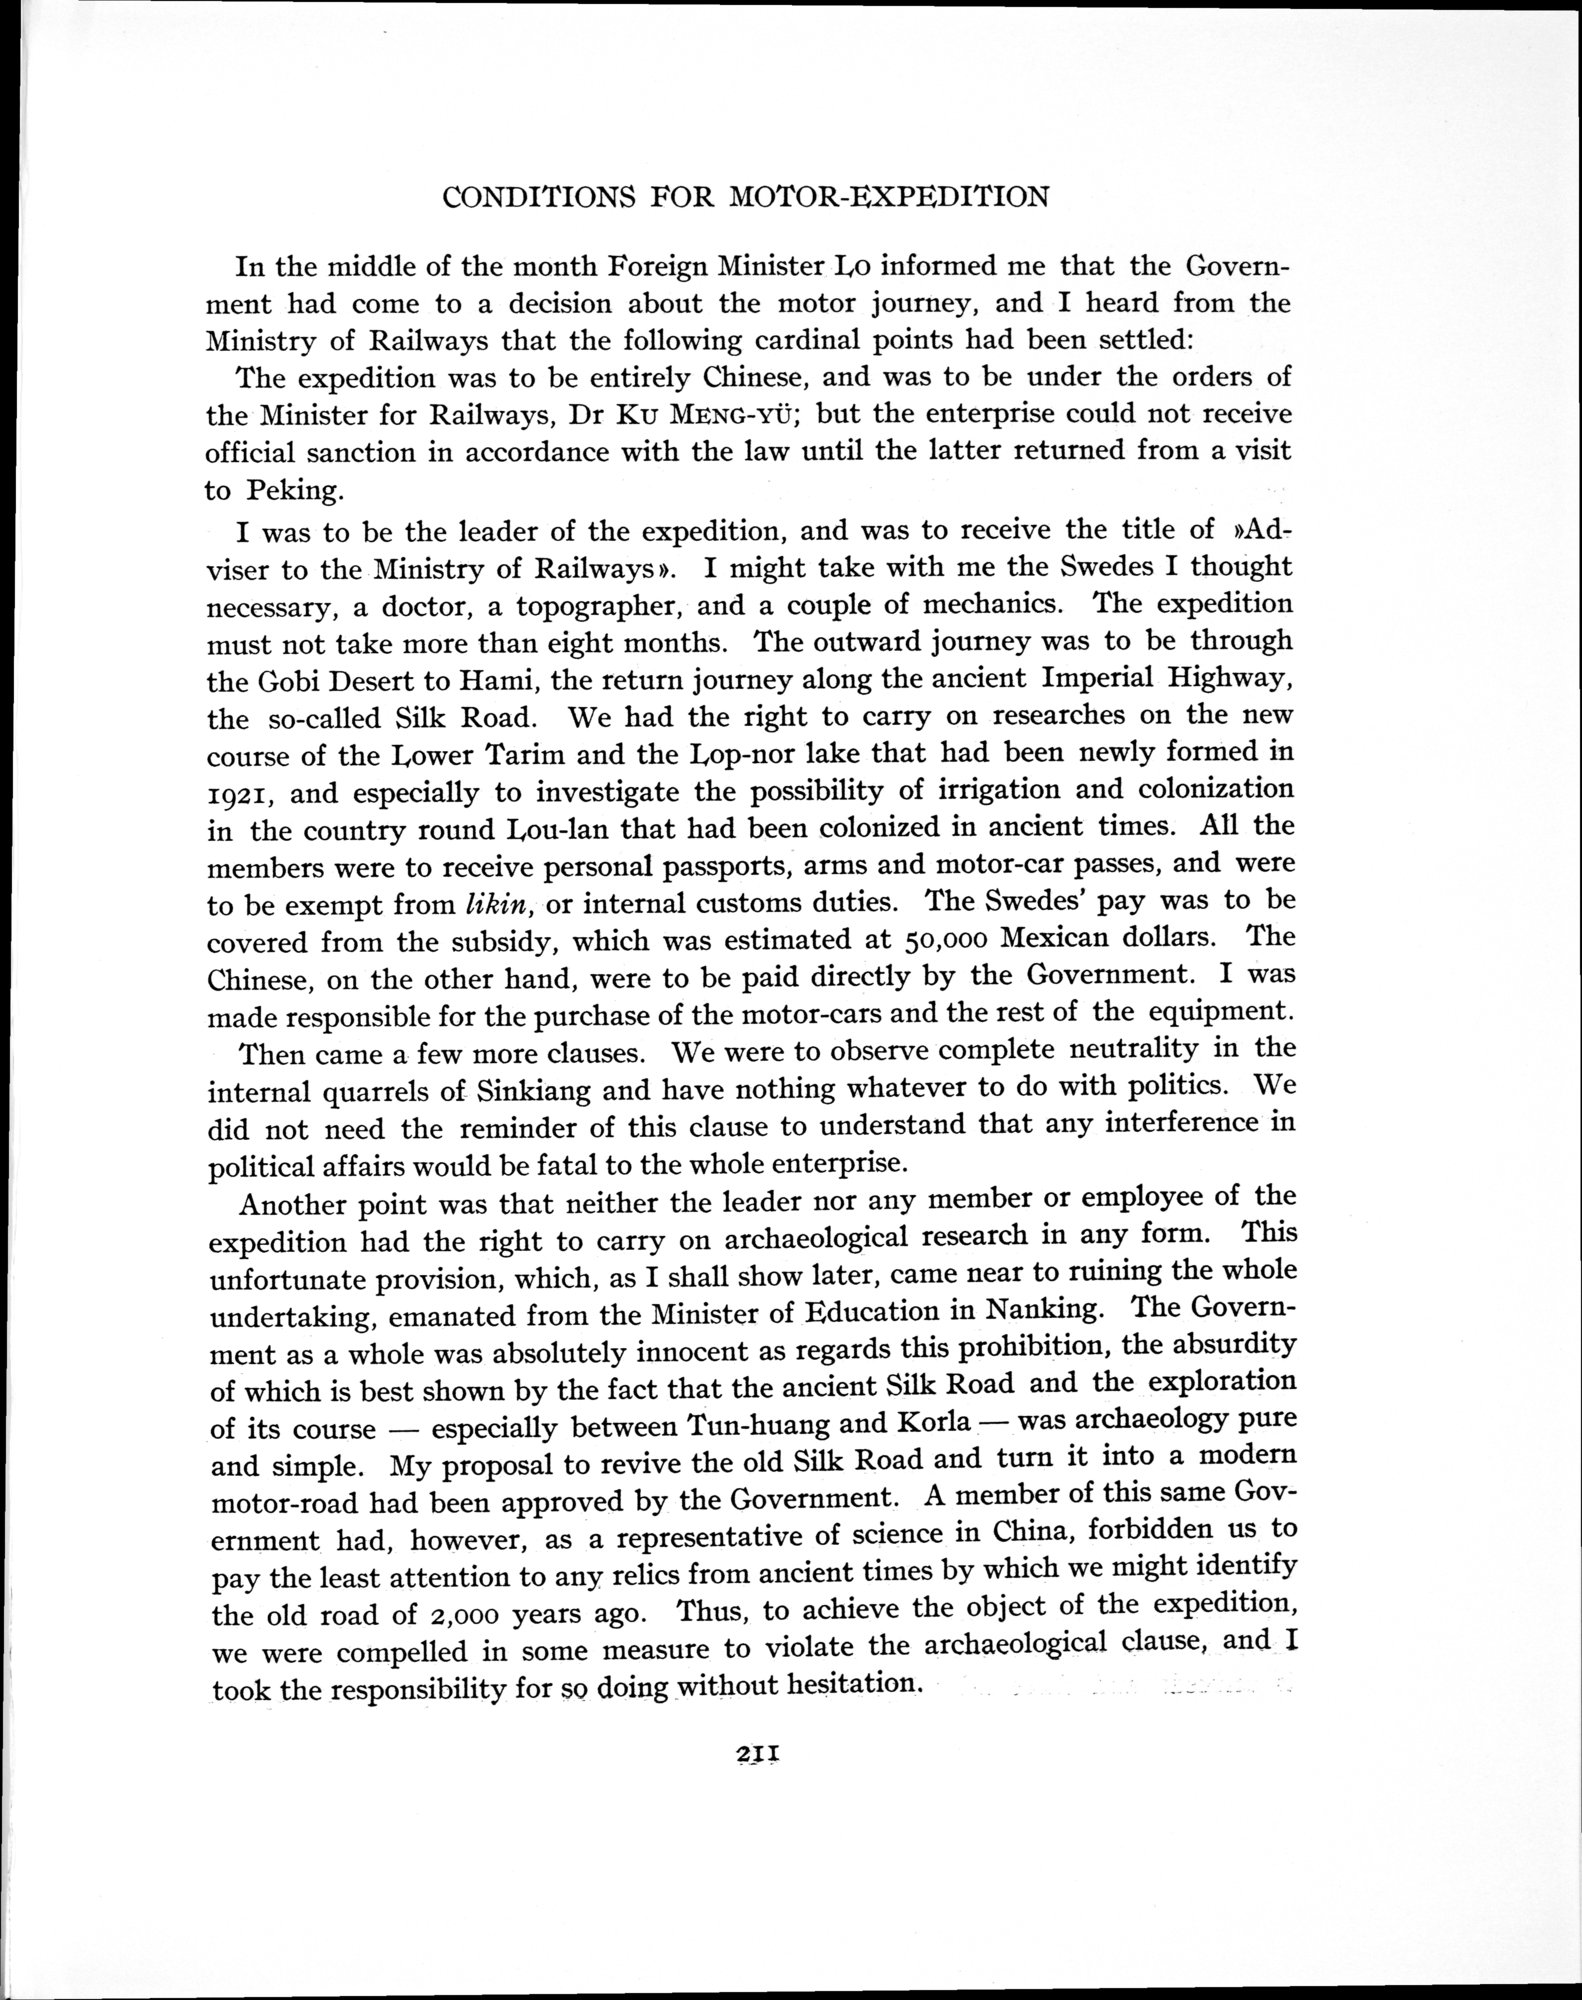 CONDITIONS FOR MOTOR-EXPEDITION
In the middle of the month Foreign Minister Lo informed me that the Govern-
ment had come to a decision about the motor journey, and I heard from the
Ministry of Railways that the following cardinal points had been settled:
The expedition was to be entirely Chinese, and was to be under the orders of
the Minister for Railways, Dr KU MENG-YÜ; but the enterprise could not receive
official sanction in accordance with the law until the latter returned from a visit
to Peking.
I was to be the leader of the expedition, and was to receive the title of »Ad-
viser to the Ministry of Railways». I might take with me the Swedes I thought
necessary, a doctor, a topographer, and a couple of mechanics. The expedition
must not take more than eight months. The outward journey was to be through
the Gobi Desert to Hami, the return journey along the ancient Imperial Highway,
the so-called Silk Road. We had the right to carry on researches on the new
course of the Lower Tarim and the Lop-nor lake that had been newly formed in
1921, and especially to investigate the possibility of irrigation and colonization
in the country round Lou-lan that had been colonized in ancient times. All the
members were to receive personal passports, arms and motor-car passes, and were
to be exempt from likin, or internal customs duties. The Swedes' pay was to be
covered from the subsidy, which was estimated at 50,000 Mexican dollars. The
Chinese, on the other hand, were to be paid directly by the Government. I was
made responsible for the purchase of the motor-cars and the rest of the equipment.
Then came a few more clauses. We were to observe complete neutrality in the
internal quarrels of Sinkiang and have nothing whatever to do with politics. We
did not need the reminder of this clause to understand that any interference in
political affairs would be fatal to the whole enterprise.
Another point was that neither the leader nor any member or employee of the
expedition had the right to carry on archaeological research in any form. This
unfortunate provision, which, as I shall show later, came near to ruining the whole
undertaking, emanated from the Minister of Education in Nanking. The Govern-
ment as a whole was absolutely innocent as regards this prohibition, the absurdity
of which is best shown by the fact that the ancient Silk Road and the exploration
of its course — especially between Tun-huang and Korla — was archaeology pure
and simple. My proposal to revive the old Silk Road and turn it into a modern
motor-road had been approved by the Government. A member of this same Gov-
ernment had, however, as a representative of science in China, forbidden us to
pay the least attention to any relics from ancient times by which we might identify
the old road of 2,000 years ago. Thus, to achieve the object of the expedition,
we were compelled in some measure to violate the archaeological clause, and I
took the responsibility for so doing without hesitation.
211